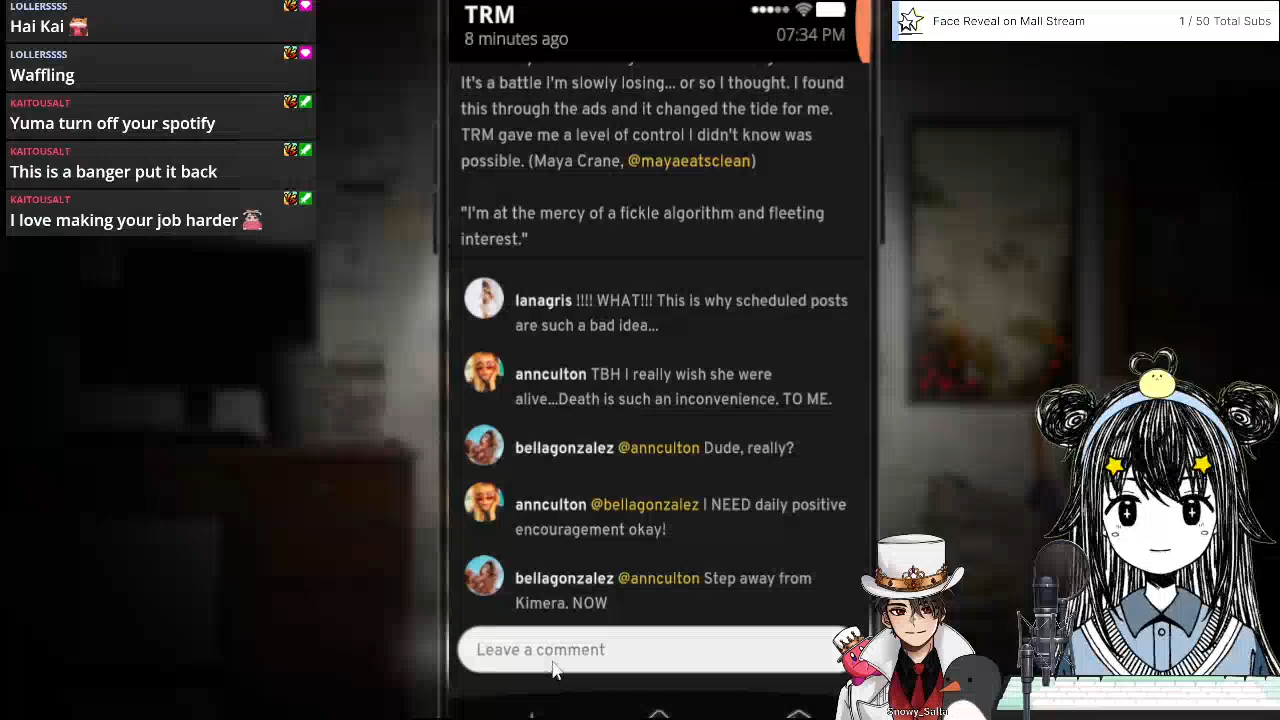 LOLLERSSSS
Hai Kai
LOLLERSSSS
Waffling
KAITOUSALT
Yuma turn off your spotify
KAITOUSALT
This is a banger put it back
KAITOUSALT
I love making your job harder
TRM
8 minutes ago
07:34 PM
It's a battle I'm slowly losing... or so I thought. I found
this through the ads and it changed the tide for me.
TRM gave me a level of control I didn't know was
possible. (Maya Crane, @mayaeatsclean)
"I'm at the mercy of a fickle algorithm and fleeting
interest."
lanagris !!!! WHAT!!! This is why scheduled posts
are such a bad idea...
annculton TBH I really wish she were
alive...Death is such an inconvenience. TO ME.
bellagonzalez @annculton Dude, really?
annculton @bellagonzalez I NEED daily positive
encouragement okay!
bellagonzalez @annculton Step away from
Kimera. NOW
Leave a comment
Face Reveal on Mall Stream
1 / 50 Total Subs